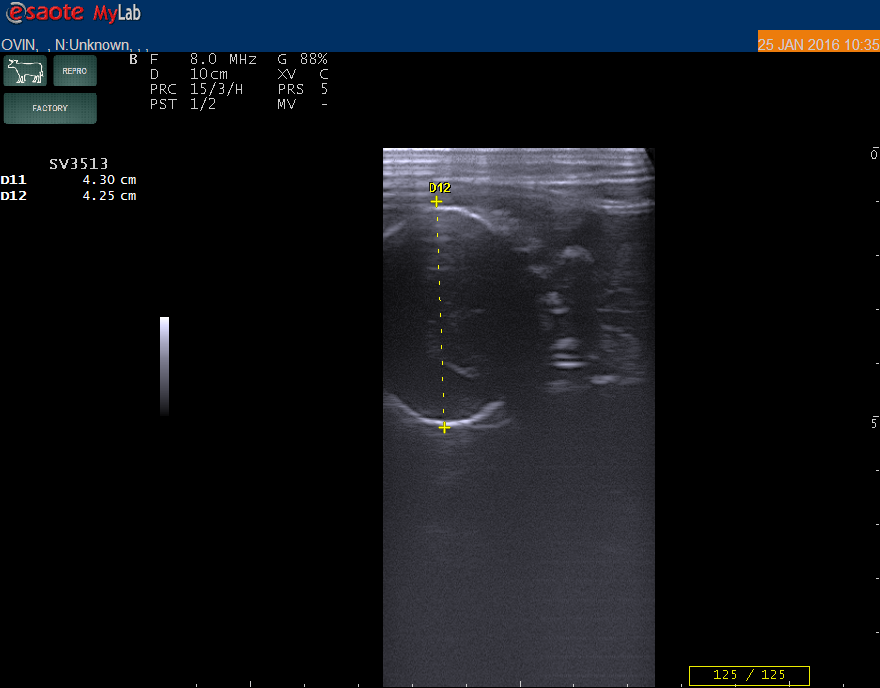 esaote MyLab
OVIN, , N:Unknown, , ,
25 JAN 2016 10:35
REPRO
FACTORY
B F 8.0 MHz G 88%
D 10cm XV C
PRC 15/3/H PRS 5
PST 1/2 MV -
SV3513
D11 4.30 cm
D12 4.25 cm
D12
0
5
125 / 125